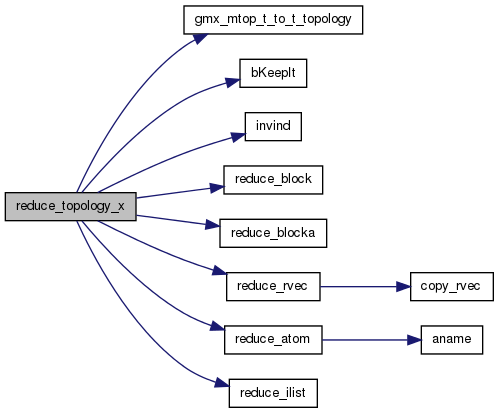 gmx_mtop_t_to_t_topology
bKeepIt
invind
reduce_block
reduce_topology_x
reduce_blocka
reduce_rvec
copy_rvec
reduce_atom
aname
reduce_ilist